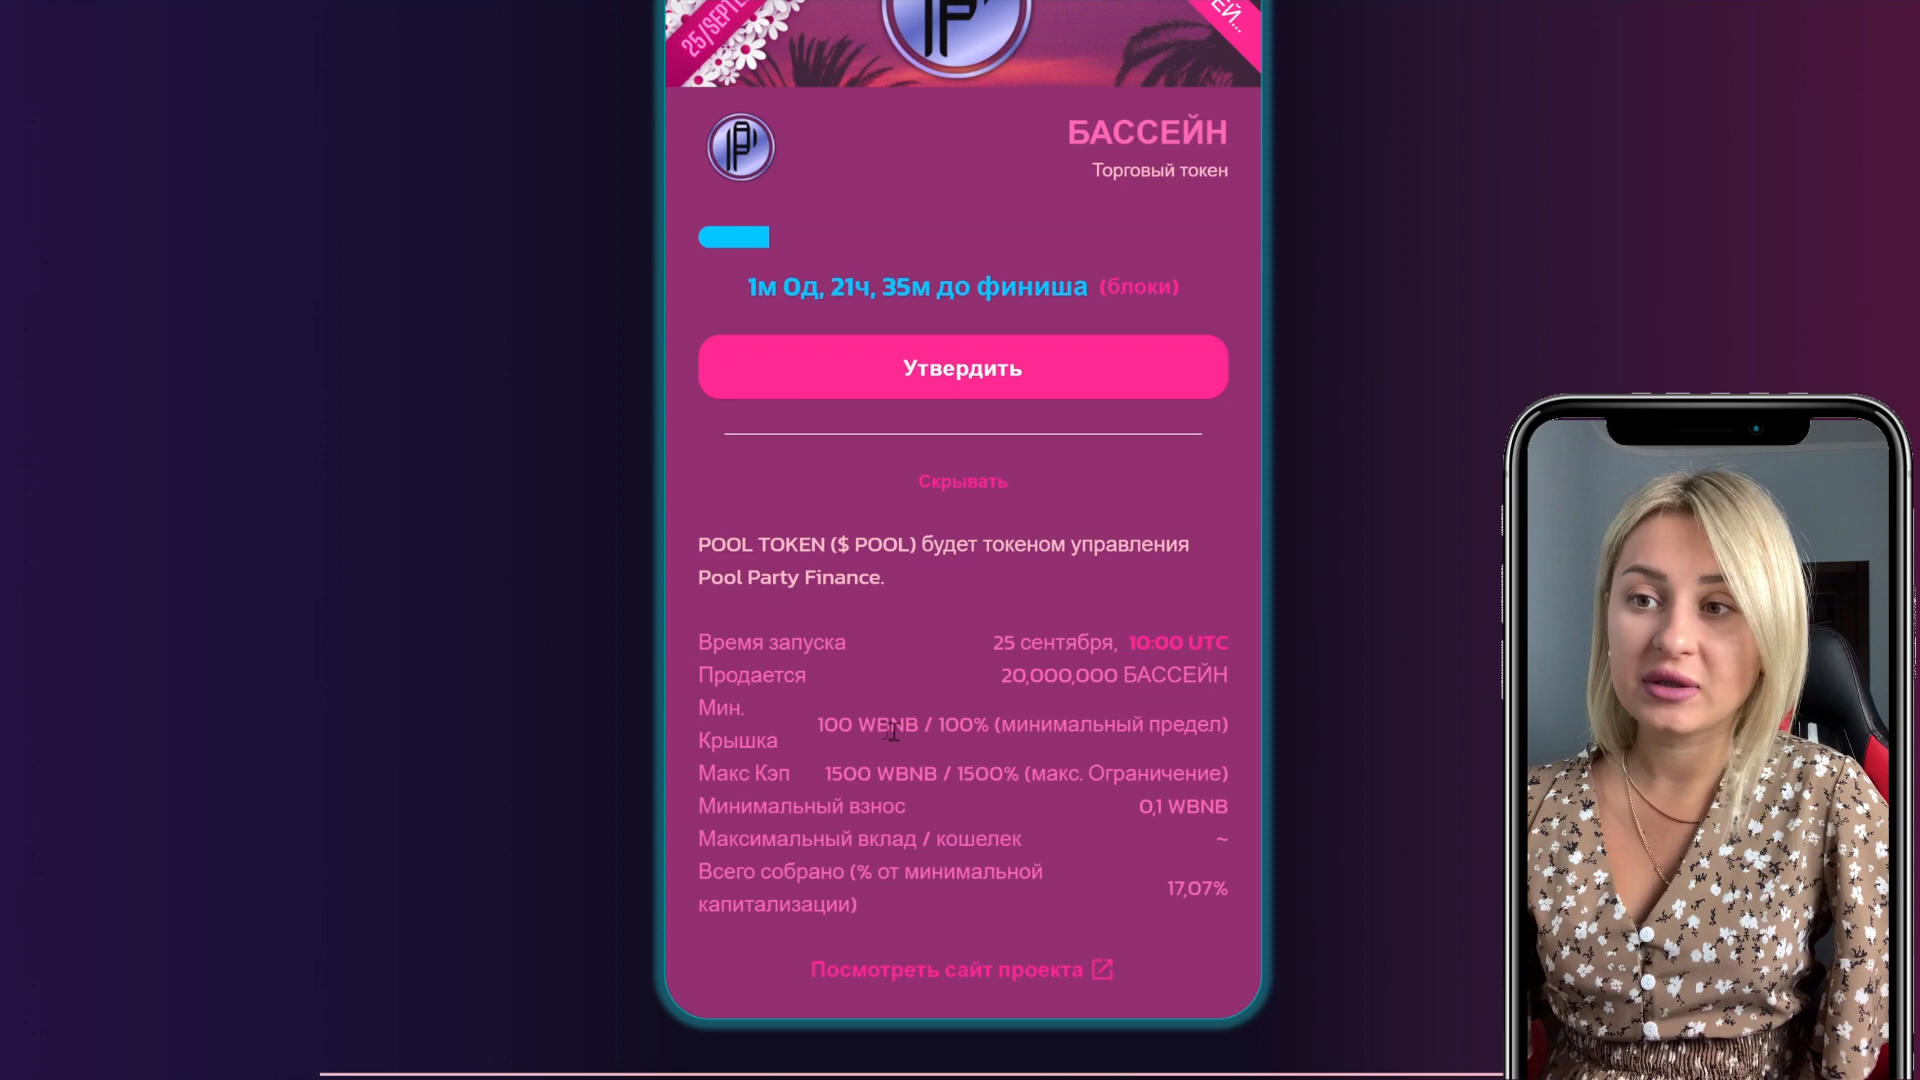 25/SEPTE
ЕЙ...
БАССЕЙН
Торговый токен
1м 0д, 21ч, 35м до финиша (блоки)
Утвердить
Скрывать
POOL TOKEN ($ POOL) будет токеном управления
Pool Party Finance.
Время запуска 25 сентября, 10:00 UTC
Продается 20,000,000 БАССЕЙН
Мин.
Крышка 100 WBNB / 100% (минимальный предел)
Макс Кэп 1500 WBNB / 1500% (макс. Ограничение)
Минимальный взнос 0,1 WBNB
Максимальный вклад / кошелек ~
Всего собрано (% от минимальной
капитализации) 17,07%
Посмотреть сайт проекта